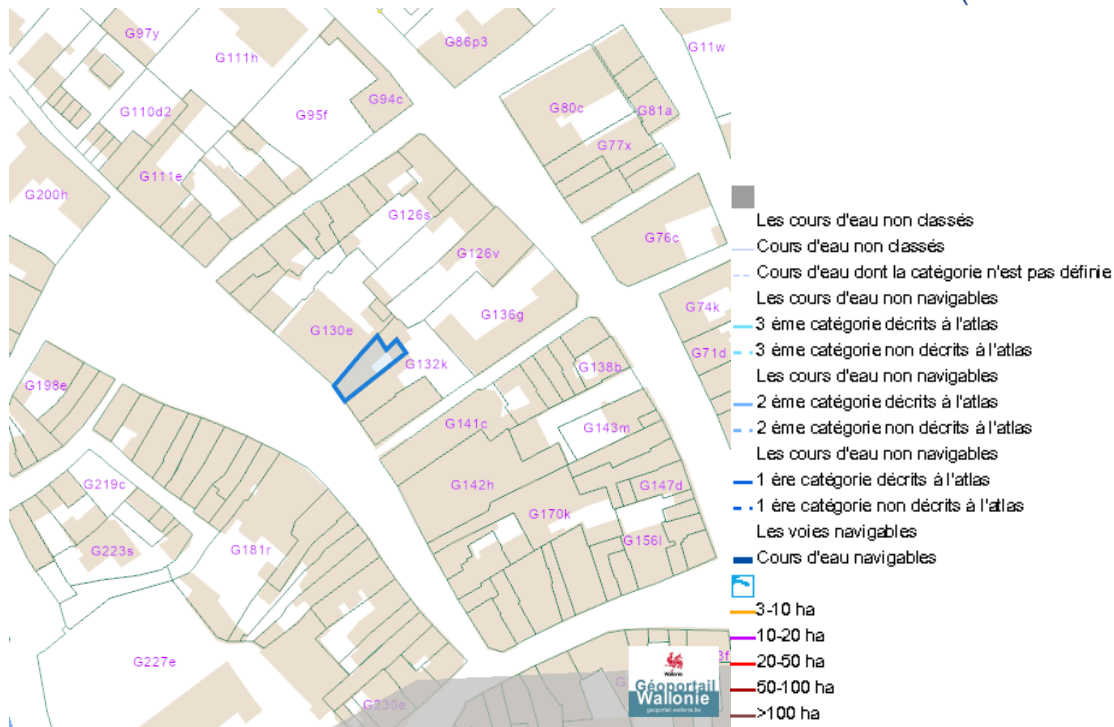 G97y
G111h
G86p3
G11w
G94c
G95f
G110d2
G80c
G81a
G77x
G111e
G200h
G126s
G76c
G126v
G74k
G136g
G130e
G71d
G132k
G138b
G198e
G141c
G143m
G219c
G142h
G147d
G170k
G156l
G223s
G181r
G227e
G230e
Wallonie
Géoportail
Wallonie
geoportail.wallonie.be
Les cours d'eau non classés
Cours d'eau non classés
Cours d'eau dont la catégorie n'est pas définie
Les cours d'eau non navigables
3 ème catégorie décrits à l'atlas
3 ème catégorie non décrits à l'atlas
Les cours d'eau non navigables
2 ème catégorie décrits à l'atlas
2 ème catégorie non décrits à l'atlas
Les cours d'eau non navigables
1 ère catégorie décrits à l'atlas
1 ère catégorie non décrits à l'atlas
Les voies navigables
Cours d'eau navigables
3-10 ha
10-20 ha
20-50 ha
50-100 ha
>100 ha